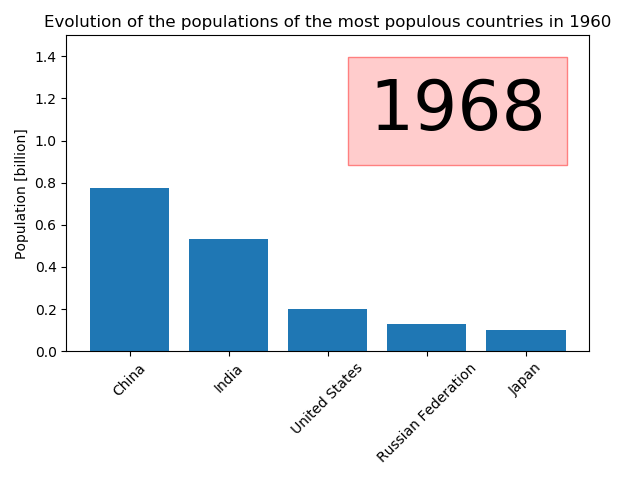 Evolution of the populations of the most populous countries in 1960
1968
Population [billion]
1.4
1.2
1.0
0.8
0.6
0.4
0.2
0.0
China
India
United States
Russian Federation
Japan